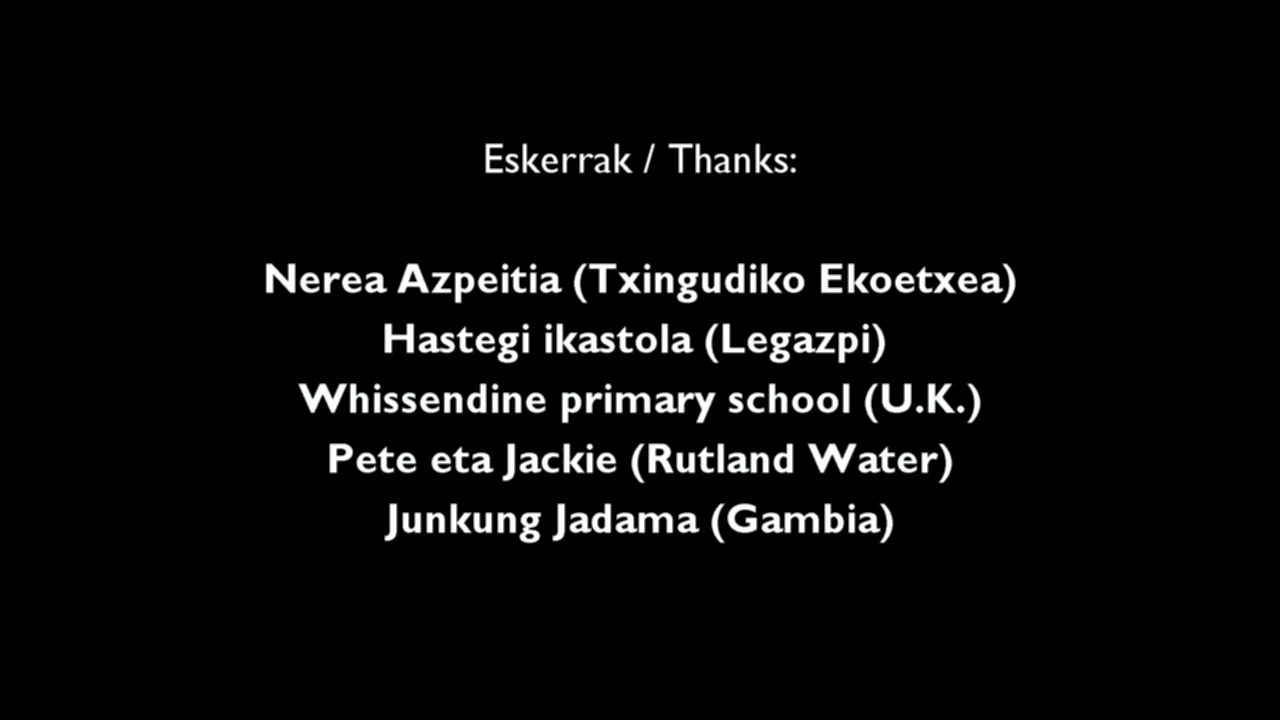 Eskerrak / Thanks:
Nerea Azpeitia (Txingudiko Ekoetxea)
Hastegi ikastola (Legazpi)
Whissendine primary school (U.K.)
Pete eta Jackie (Rutland Water)
Junkung Jadama (Gambia)